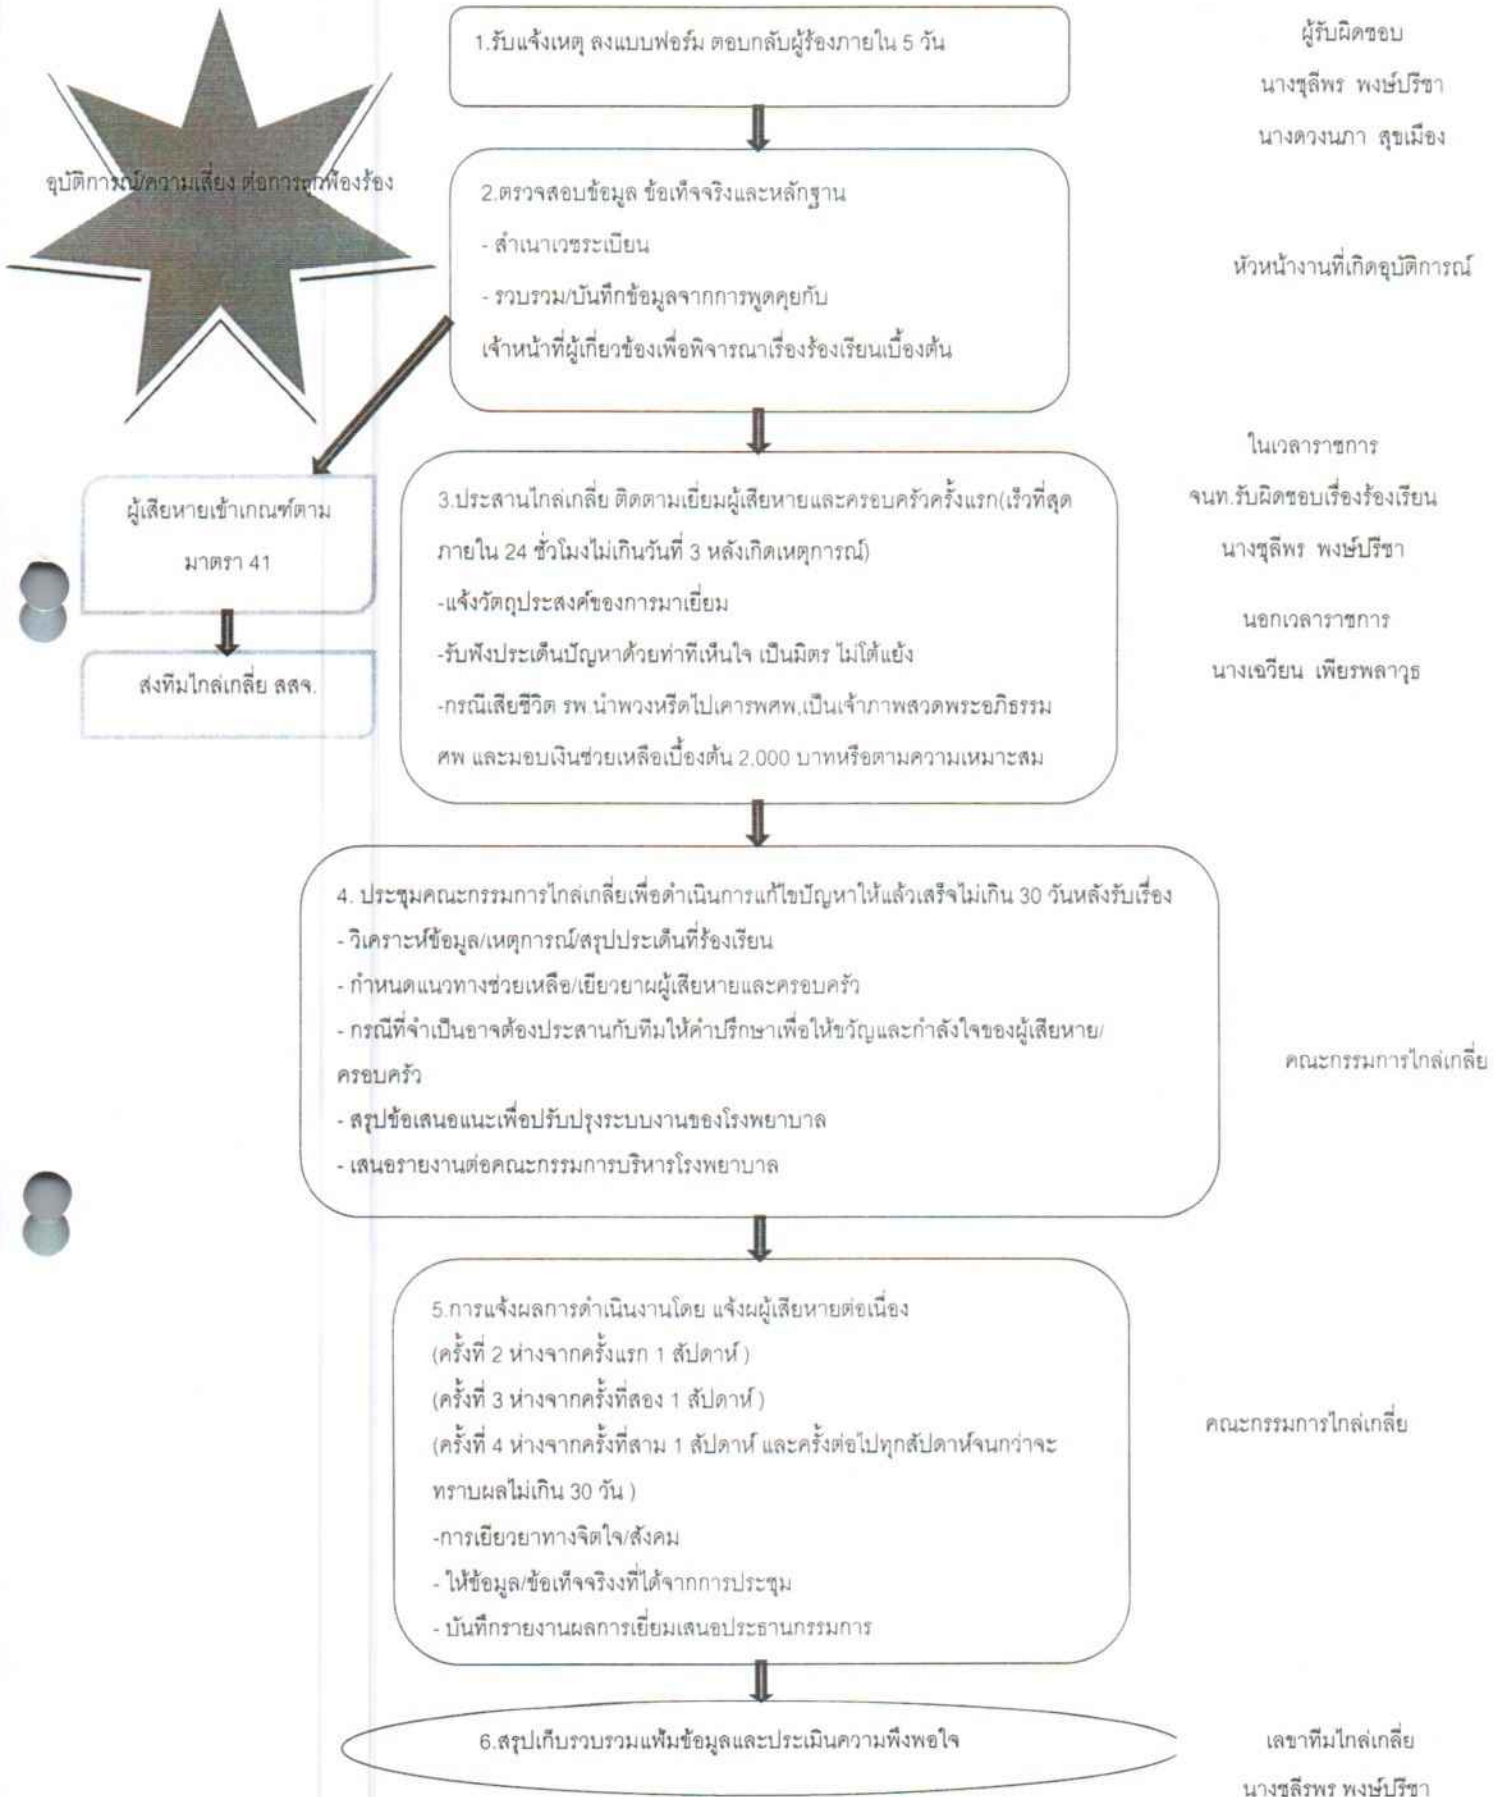 1.รับแจ้งเหตุ ลงแบบฟอร์ม ตอบกลับผู้ร้องภายใน 5 วัน
ผู้รับผิดชอบ
นางชุลีพร พงษ์ปรีชา
นางดวงนภา สุขเมือง
อุบัติการณ์/ความเสี่ยง ต่อการถูกฟ้องร้อง
2.ตรวจสอบข้อมูล ข้อเท็จจริงและหลักฐาน
- สำเนาเวชระเบียน
- รวบรวม/บันทึกข้อมูลจากการพูดคุยกับ
เจ้าหน้าที่ผู้เกี่ยวข้องเพื่อพิจารณาเรื่องร้องเรียนเบื้องต้น
หัวหน้างานที่เกิดอุบัติการณ์
ผู้เสียหายเข้าเกณฑ์ตาม
มาตรา 41
ส่งทีมไกล่เกลี่ย สสจ.
3.ประสานไกล่เกลี่ย ติดตามเยี่ยมผู้เสียหายและครอบครัวครั้งแรก(เร็วที่สุด
ภายใน 24 ชั่วโมงไม่เกินวันที่ 3 หลังเกิดเหตุการณ์)
-แจ้งวัตถุประสงค์ของการมาเยี่ยม
-รับฟังประเด็นปัญหาด้วยท่าทีเห็นใจ เป็นมิตร ไม่โต้แย้ง
-กรณีเสียชีวิต รพ.นำพวงหรีดไปเคารพศพ,เป็นเจ้าภาพสวดพระอภิธรรม
ศพ และมอบเงินช่วยเหลือเบื้องต้น 2,000 บาทหรือตามความเหมาะสม
ในเวลาราชการ
จนท.รับผิดชอบเรื่องร้องเรียน
นางชุลีพร พงษ์ปรีชา
นอกเวลาราชการ
นางเฉวียน เพียรพลาวุธ
4. ประชุมคณะกรรมการไกล่เกลี่ยเพื่อดำเนินการแก้ไขปัญหาให้แล้วเสร็จไม่เกิน 30 วันหลังรับเรื่อง
- วิเคราะห์ข้อมูล/เหตุการณ์/สรุปประเด็นที่ร้องเรียน
- กำหนดแนวทางช่วยเหลือ/เยียวยาผผู้เสียหายและครอบครัว
- กรณีที่จำเป็นอาจต้องประสานกับทีมให้คำปรึกษาเพื่อให้ขวัญและกำลังใจของผู้เสียหาย/
ครอบครัว
- สรุปข้อเสนอแนะเพื่อปรับปรุงระบบงานของโรงพยาบาล
- เสนอรายงานต่อคณะกรรมการบริหารโรงพยาบาล
คณะกรรมการไกล่เกลี่ย
5.การแจ้งผลการดำเนินงานโดย แจ้งผผู้เสียหายต่อเนื่อง
(ครั้งที่ 2 ห่างจากครั้งแรก 1 สัปดาห์ )
(ครั้งที่ 3 ห่างจากครั้งที่สอง 1 สัปดาห์ )
(ครั้งที่ 4 ห่างจากครั้งที่สาม 1 สัปดาห์ และครั้งต่อไปทุกสัปดาห์จนกว่าจะ
ทราบผลไม่เกิน 30 วัน )
-การเยียวยาทางจิตใจ/สังคม
- ให้ข้อมูล/ข้อเท็จจริงงที่ได้จากการประชุม
- บันทึกรายงานผลการเยี่ยมเสนอประธานกรรมการ
คณะกรรมการไกล่เกลี่ย
6.สรุปเก็บรวบรวมแฟ้มข้อมูลและประเมินความพึงพอใจ
เลขาทีมไกล่เกลี่ย
นางชุลีรพร พงษ์ปรีชา